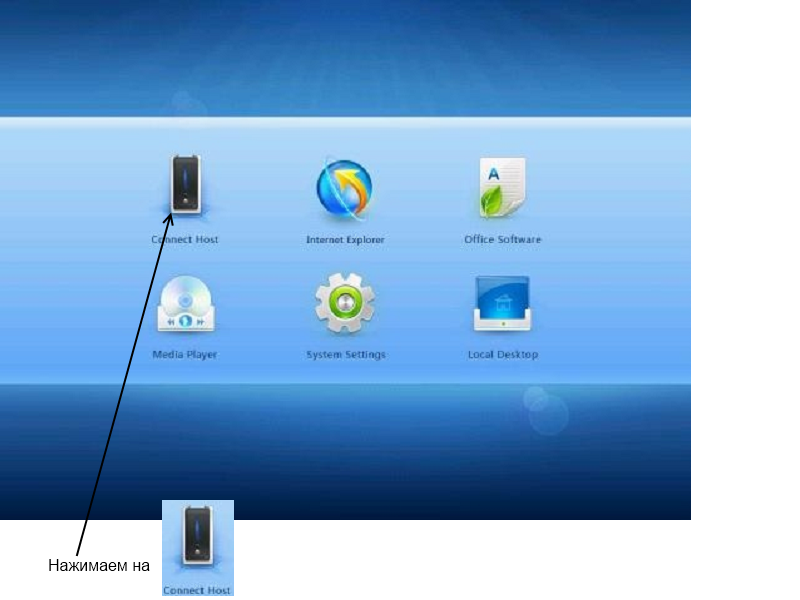 Connect Host
Internet Explorer
A
Office Software
Media Player
System Settings
Local Desktop
Нажимаем на
Connect Host